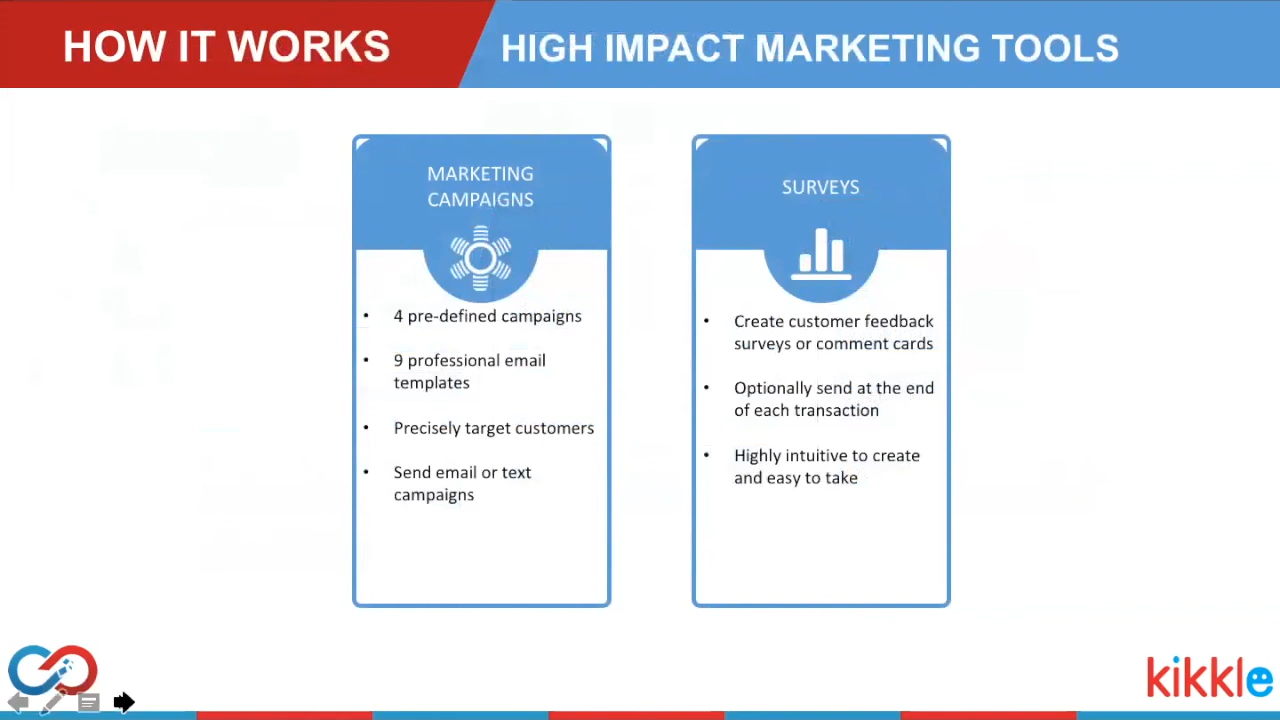 HOW IT WORKS
HIGH IMPACT MARKETING TOOLS
MARKETING
CAMPAIGNS
• 4 pre-defined campaigns
• 9 professional email
templates
• Precisely target customers
• Send email or text
campaigns
SURVEYS
• Create customer feedback
surveys or comment cards
• Optionally send at the end
of each transaction
• Highly intuitive to create
and easy to take
kikkle